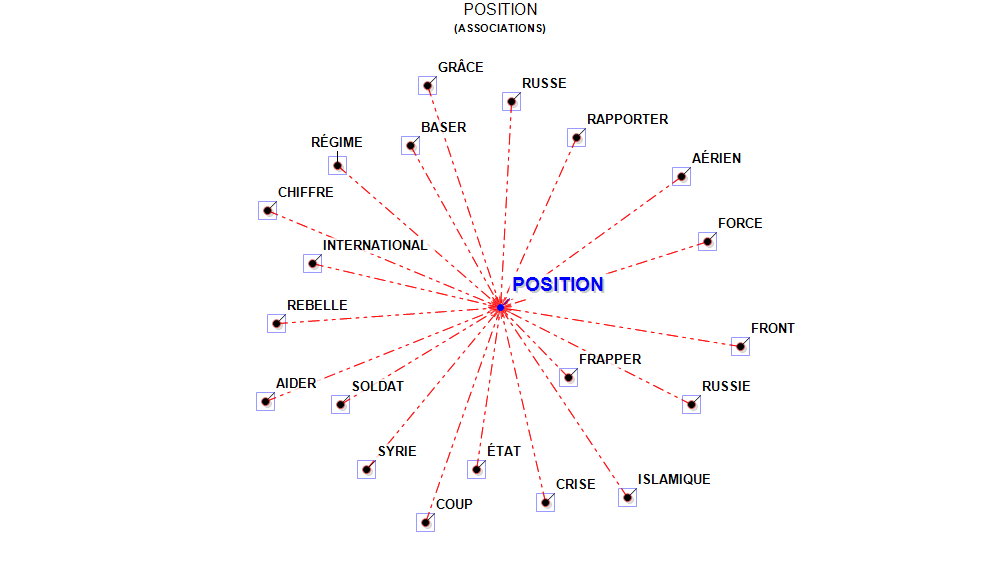 POSITION
(ASSOCIATIONS)
GRÂCE
RUSSE
RAPPORTER
BASER
RÉGIME
AÉRIEN
CHIFFRE
FORCE
INTERNATIONAL
POSITION
REBELLE
FRONT
FRAPPER
AIDER
SOLDAT
RUSSIE
SYRIE
ÉTAT
ISLAMIQUE
CRISE
COUP